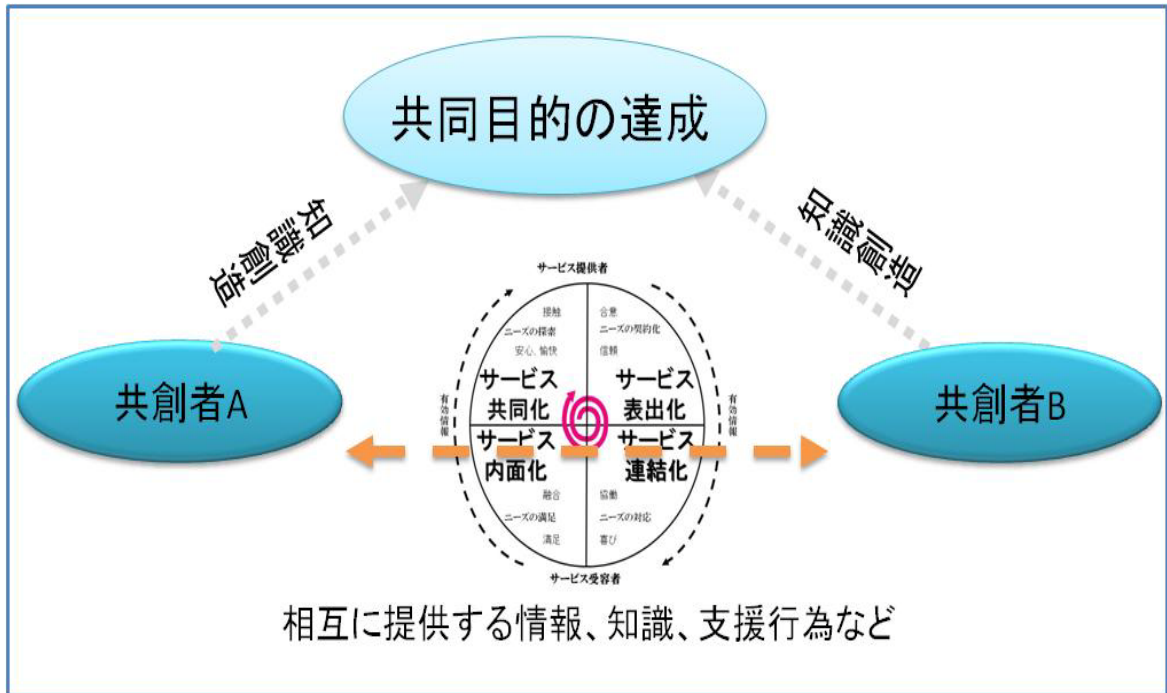 共同目的の達成
知識創造
知識創造
サービス提供者
接触
ニーズの探索
安心、愉快
合意
ニーズの契約化
信頼
サービス
共同化
サービス
表出化
共創者A
有効情報
有効情報
共創者B
サービス
内面化
サービス
連結化
融合
ニーズの満足
満足
協働
ニーズの対応
喜び
サービス受容者
相互に提供する情報、知識、支援行為など